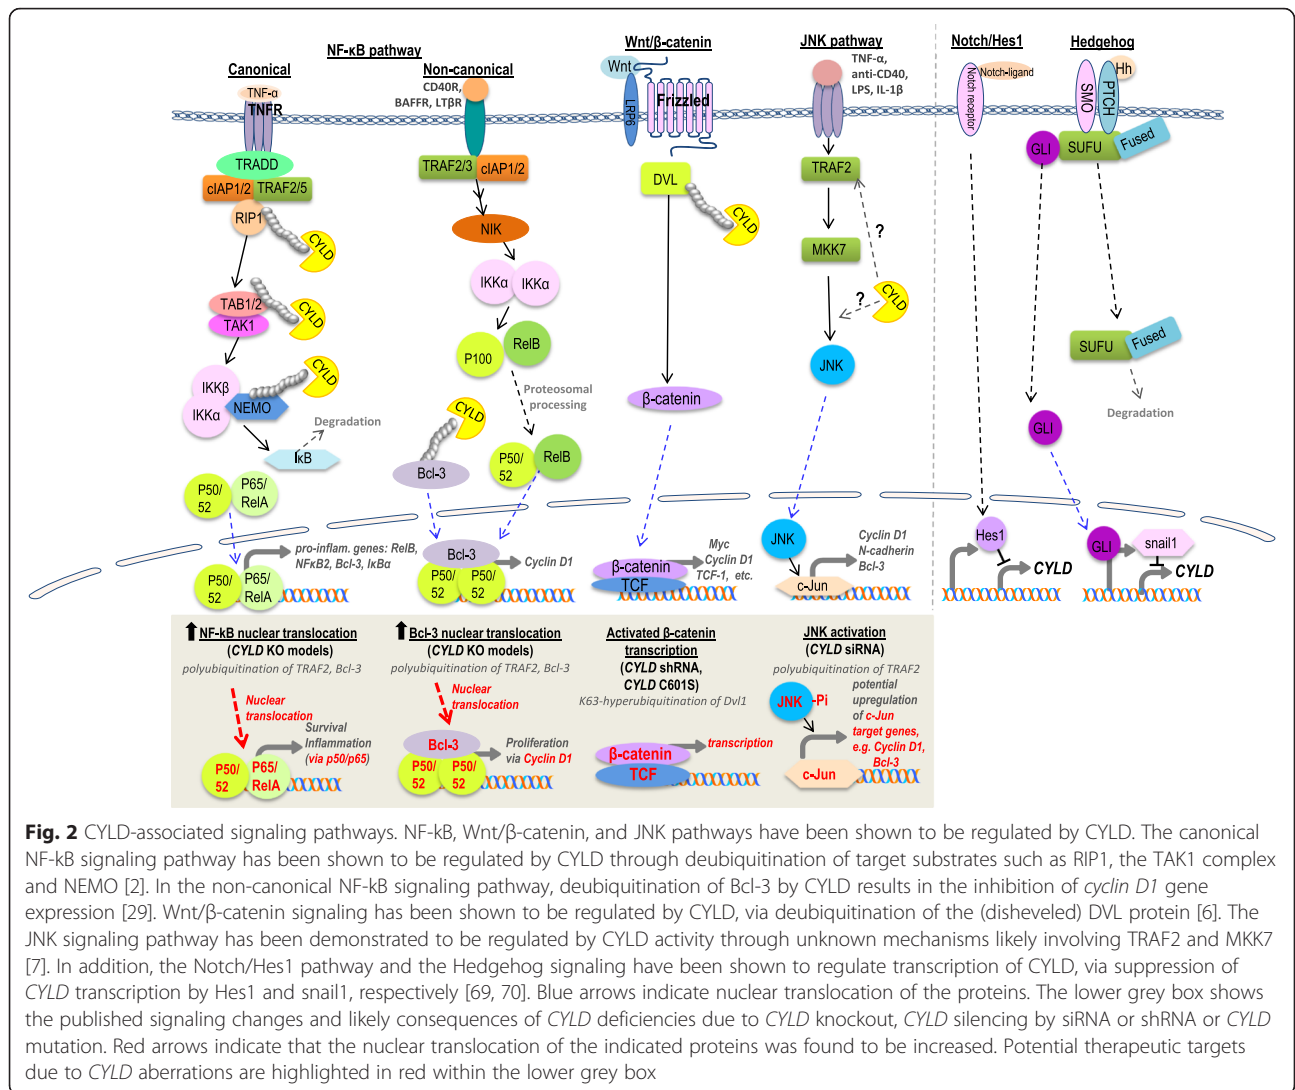 NF-κB pathway
Canonical
TNF-α
TNFR
TRADD
cIAP1/2
TRAF2/5
RIP1
CYLD
TAB1/2
TAK1
CYLD
IKKβ
IKKα
NEMO
CYLD
Degradation
IκB
P50/
52
P65/
RelA
P50/
52
P65/
RelA
pro-inflam. genes: RelB,
NFκB2, Bcl-3, IκBα
Non-canonical
CD40R,
BAFFR, LTβR
TRAF2/3
cIAP1/2
NIK
IKKα
IKKα
P100
RelB
Proteosomal
processing
CYLD
Bcl-3
P50/
52
RelB
Bcl-3
P50/
52
P50/
52
Cyclin D1
Wnt/β-catenin
Wnt
LRP6
Frizzled
DVL
CYLD
β-catenin
β-catenin
TCF
Myc
Cyclin D1
TCF-1, etc.
JNK pathway
TNF-α,
anti-CD40,
LPS, IL-1β
TRAF2
?
MKK7
?
CYLD
JNK
JNK
c-Jun
Cyclin D1
N-cadherin
Bcl-3
Notch/Hes1
Notch receptor
Notch-ligand
Hes1
CYLD
Hedgehog
SMO
PTCH
Hh
GLI
SUFU
Fused
SUFU
Fused
Degradation
GLI
GLI
snail1
CYLD
NF-kB nuclear translocation
(CYLD KO models)
polyubiquitination of TRAF2, Bcl-3
Nuclear
translocation
Survival
Inflammation
(via p50/p65)
P50/
52
P65/
RelA
Bcl-3 nuclear translocation
(CYLD KO models)
polyubiquitination of TRAF2, Bcl-3
Nuclear
translocation
Bcl-3
P50/
52
P50/
52
Proliferation
via Cyclin D1
Activated β-catenin
transcription
(CYLD shRNA,
CYLD C601S)
K63-hyperubiquitination of Dvl1
β-catenin
TCF
transcription
JNK activation
(CYLD siRNA)
polyubiquitination of TRAF2
JNK
-Pi
potential
upregulation
of c-Jun
target genes,
e.g. Cyclin D1,
Bcl-3
c-Jun
Fig. 2 CYLD-associated signaling pathways. NF-kB, Wnt/β-catenin, and JNK pathways have been shown to be regulated by CYLD. The canonical
NF-kB signaling pathway has been shown to be regulated by CYLD through deubiquitination of target substrates such as RIP1, the TAK1 complex
and NEMO [2]. In the non-canonical NF-kB signaling pathway, deubiquitination of Bcl-3 by CYLD results in the inhibition of cyclin D1 gene
expression [29]. Wnt/β-catenin signaling has been shown to be regulated by CYLD, via deubiquitination of the (disheveled) DVL protein [6]. The
JNK signaling pathway has been demonstrated to be regulated by CYLD activity through unknown mechanisms likely involving TRAF2 and MKK7
[7]. In addition, the Notch/Hes1 pathway and the Hedgehog signaling have been shown to regulate transcription of CYLD, via suppression of
CYLD transcription by Hes1 and snail1, respectively [69, 70]. Blue arrows indicate nuclear translocation of the proteins. The lower grey box shows
the published signaling changes and likely consequences of CYLD deficiencies due to CYLD knockout, CYLD silencing by siRNA or shRNA or CYLD
mutation. Red arrows indicate that the nuclear translocation of the indicated proteins was found to be increased. Potential therapeutic targets
due to CYLD aberrations are highlighted in red within the lower grey box